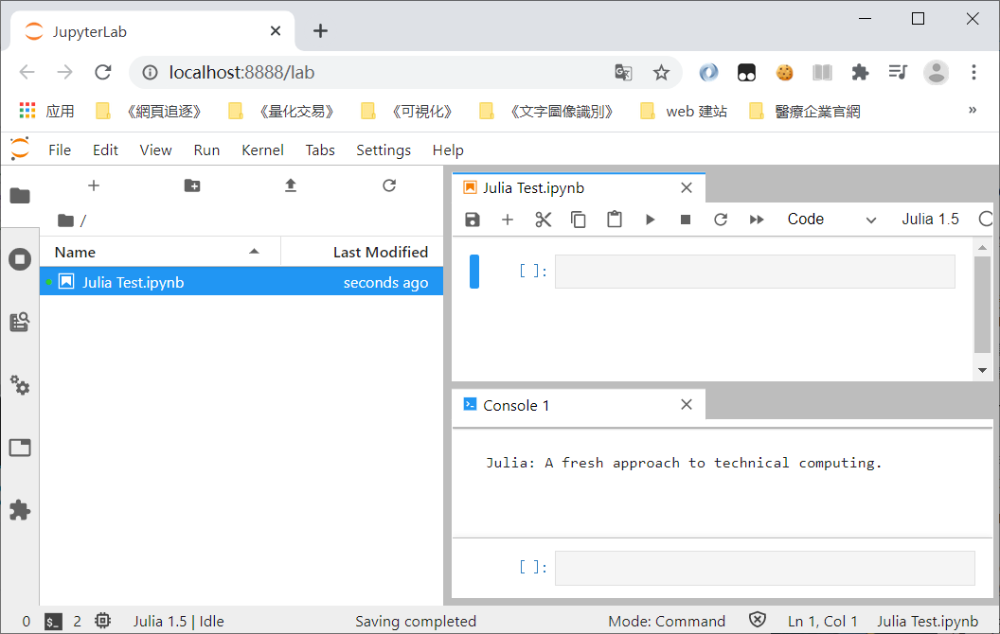 JupyterLab
localhost:8888/lab
应用 《網頁追逐》 《量化交易》 《可視化》 《文字圖像識別》 web 建站 醫療企業官網 »
File Edit View Run Kernel Tabs Settings Help
/
Name Last Modified
Julia Test.ipynb seconds ago
Julia Test.ipynb
Code Julia 1.5
[ ]:
Console 1
Julia: A fresh approach to technical computing.
[ ]:
0 2 Julia 1.5 | Idle Saving completed Mode: Command Ln 1, Col 1 Julia Test.ipynb